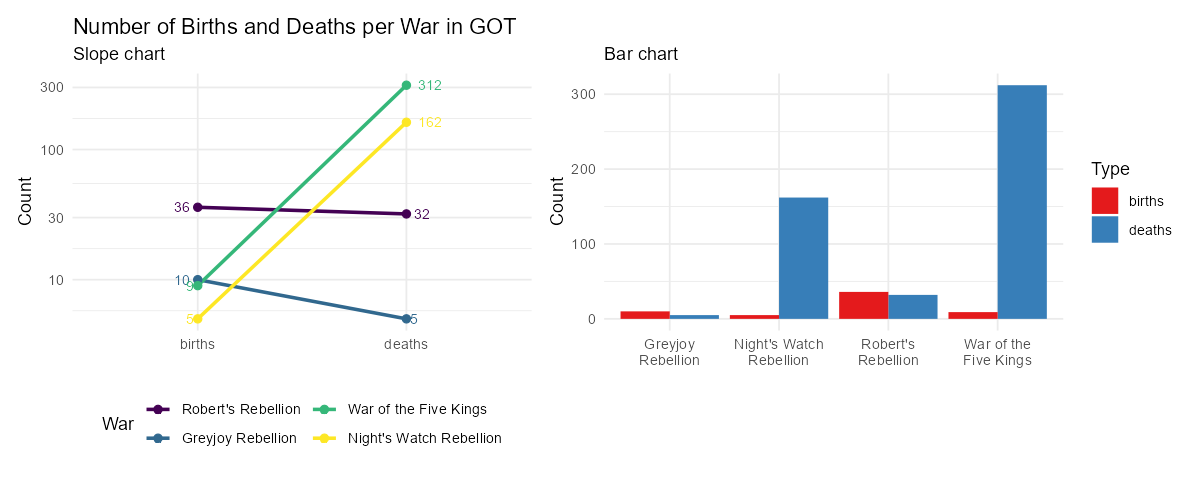 Number of Births and Deaths per War in GOT
Slope chart
Count
300
100
30
10
36
10
9
5
312
162
32
5
births
deaths
War
Robert's Rebellion
War of the Five Kings
Greyjoy Rebellion
Night's Watch Rebellion
Bar chart
Count
300
200
100
0
Greyjoy
Rebellion
Night's Watch
Rebellion
Robert's
Rebellion
War of the
Five Kings
Type
births
deaths